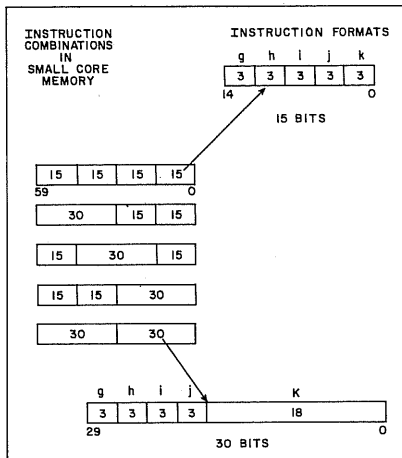 INSTRUCTION
COMBINATIONS
IN
SMALL CORE
MEMORY
INSTRUCTION FORMATS
g h i j k
3 3 3 3 3
14 0
15 BITS
15 15 15 15
59 0
30 15 15
15 30 15
15 15 30
30 30
g h i j K
3 3 3 3 18
29 0
30 BITS